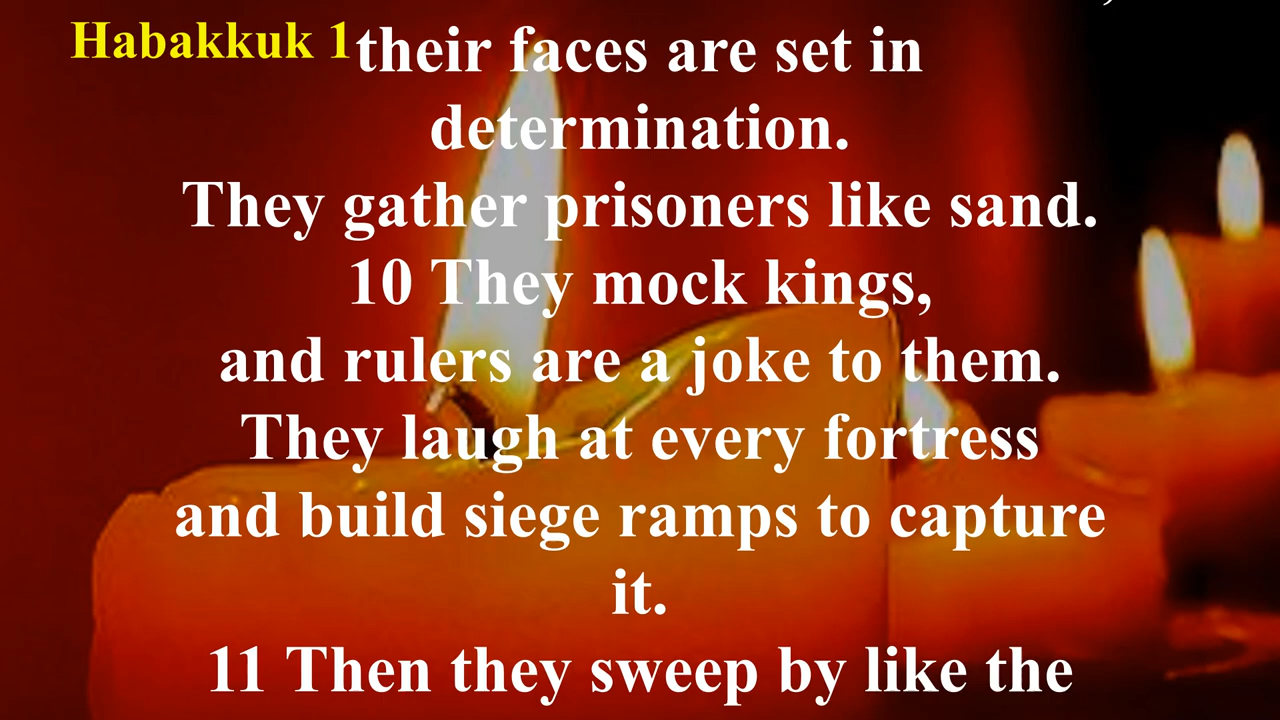 Habakkuk 1
their faces are set in
determination.
They gather prisoners like sand.
10 They mock kings,
and rulers are a joke to them.
They laugh at every fortress
and build siege ramps to capture
it.
11 Then they sweep by like the